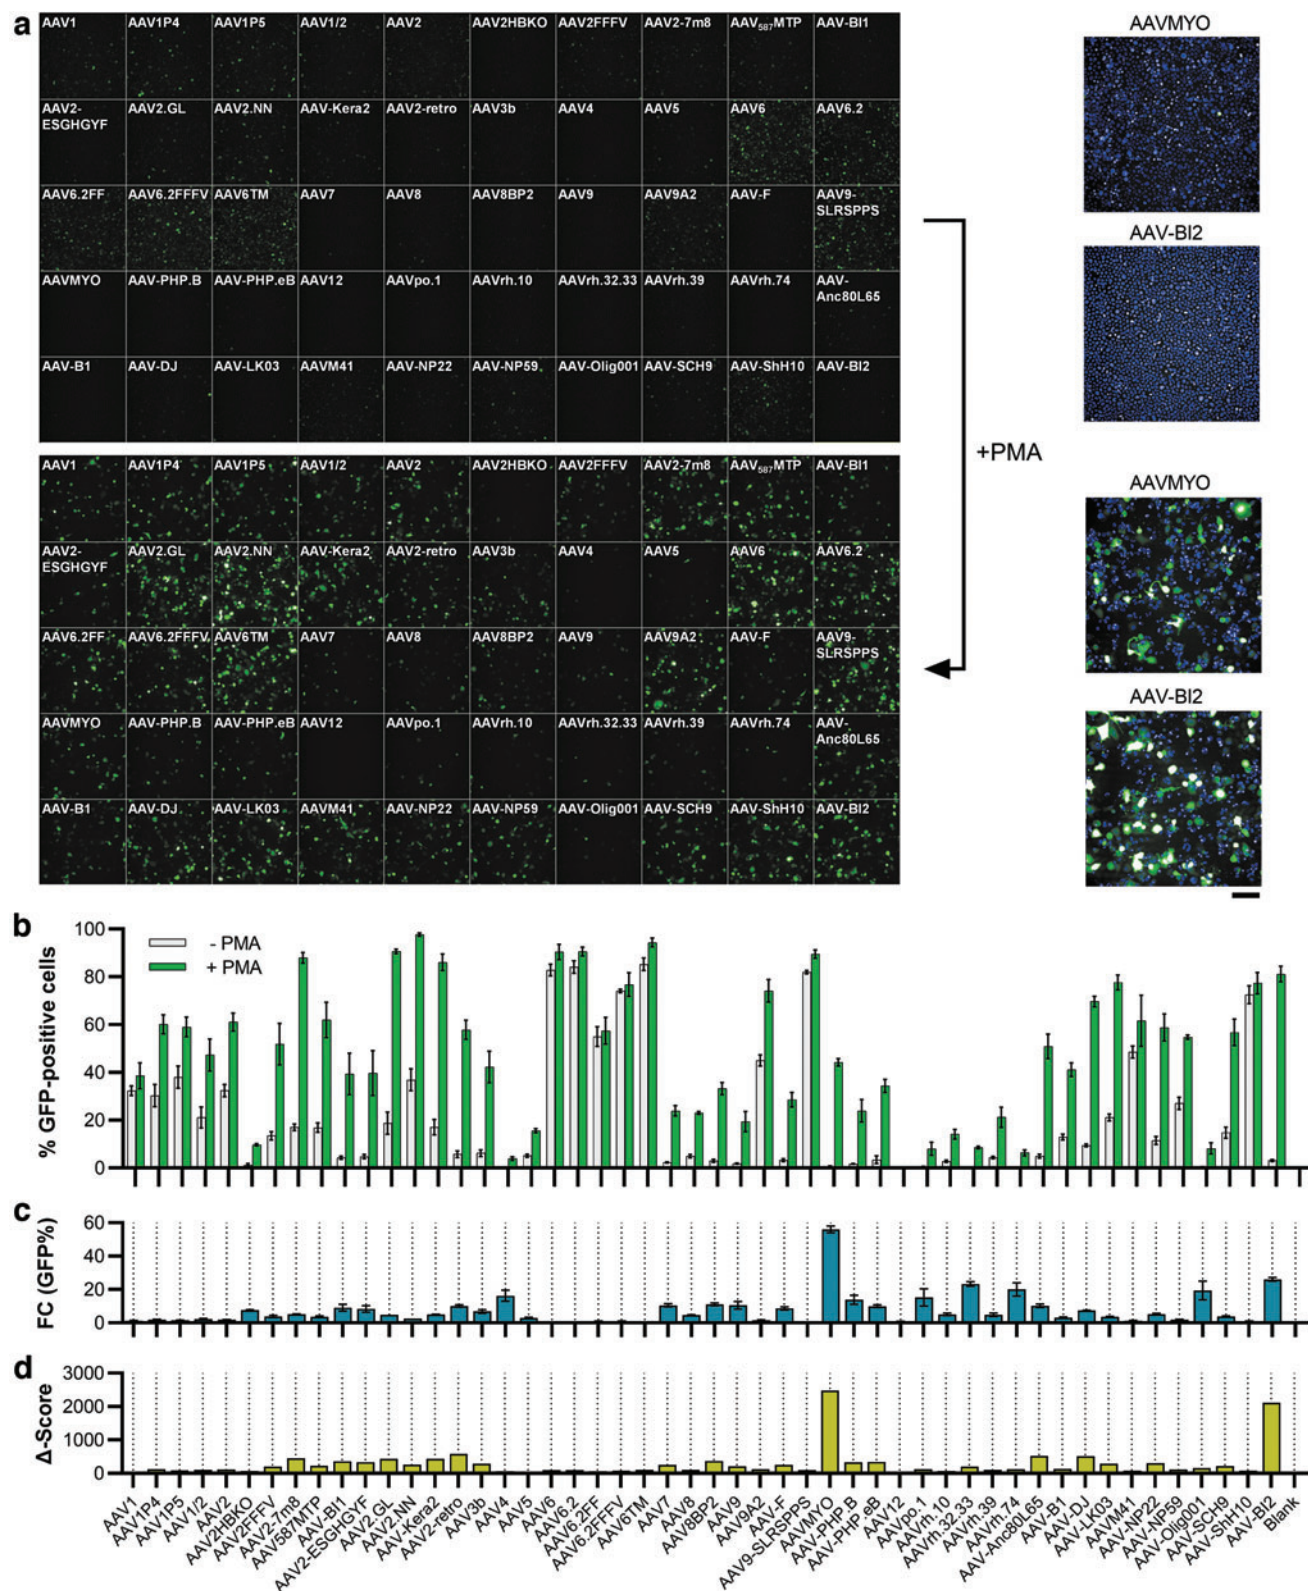 a
AAV1 AAV1P4 AAV1P5 AAV1/2 AAV2 AAV2HBKO AAV2FFFV AAV2-7m8 AAV587MTP AAV-BI1
AAV2-ESGHGYF AAV2.GL AAV2.NN AAV-Kera2 AAV2-retro AAV3b AAV4 AAV5 AAV6 AAV6.2
AAV6.2FF AAV6.2FFFV AAV6TM AAV7 AAV8 AAV8BP2 AAV9 AAV9A2 AAV-F AAV9-SLRSPPS
AAVMYO AAV-PHP.B AAV-PHP.eB AAV12 AAVpo.1 AAVrh.10 AAVrh.32.33 AAVrh.39 AAVrh.74 AAV-Anc80L65
AAV-B1 AAV-DJ AAV-LK03 AAVM41 AAV-NP22 AAV-NP59 AAV-Olig001 AAV-SCH9 AAV-ShH10 AAV-BI2
AAV1 AAV1P4 AAV1P5 AAV1/2 AAV2 AAV2HBKO AAV2FFFV AAV2-7m8 AAV587MTP AAV-BI1
AAV2-ESGHGYF AAV2.GL AAV2.NN AAV-Kera2 AAV2-retro AAV3b AAV4 AAV5 AAV6 AAV6.2
AAV6.2FF AAV6.2FFFV AAV6TM AAV7 AAV8 AAV8BP2 AAV9 AAV9A2 AAV-F AAV9-SLRSPPS
AAVMYO AAV-PHP.B AAV-PHP.eB AAV12 AAVpo.1 AAVrh.10 AAVrh.32.33 AAVrh.39 AAVrh.74 AAV-Anc80L65
AAV-B1 AAV-DJ AAV-LK03 AAVM41 AAV-NP22 AAV-NP59 AAV-Olig001 AAV-SCH9 AAV-ShH10 AAV-BI2
+PMA
AAVMYO
AAV-BI2
AAVMYO
AAV-BI2
b
% GFP-positive cells
100
80
60
40
20
0
- PMA
+ PMA
c
FC (GFP%)
60
40
20
0
d
Δ-Score
3000
2000
1000
0
AAV1
AAV1P4
AAV1P5
AAV1/2
AAV2
AAV2HBKO
AAV2FFFV
AAV2-7m8
AAV587MTP
AAV-BI1
AAV2-ESGHGYF
AAV2.GL
AAV2.NN
AAV-Kera2
AAV2-retro
AAV3b
AAV4
AAV5
AAV6
AAV6.2
AAV6.2FF
AAV6.2FFFV
AAV6TM
AAV7
AAV8
AAV8BP2
AAV9
AAV9A2
AAV-F
AAV9-SLRSPPS
AAVMYO
AAV-PHP.B
AAV-PHP.eB
AAV12
AAVpo.1
AAVrh.10
AAVrh.32-33
AAVrh.39
AAVrh.74
AAV-Anc80L65
AAV-B1
AAV-DJ
AAV-LK03
AAVM41
AAV-NP22
AAV-NP59
AAV-Olig001
AAV-SCH9
AAV-ShH10
AAV-BI2
Blank